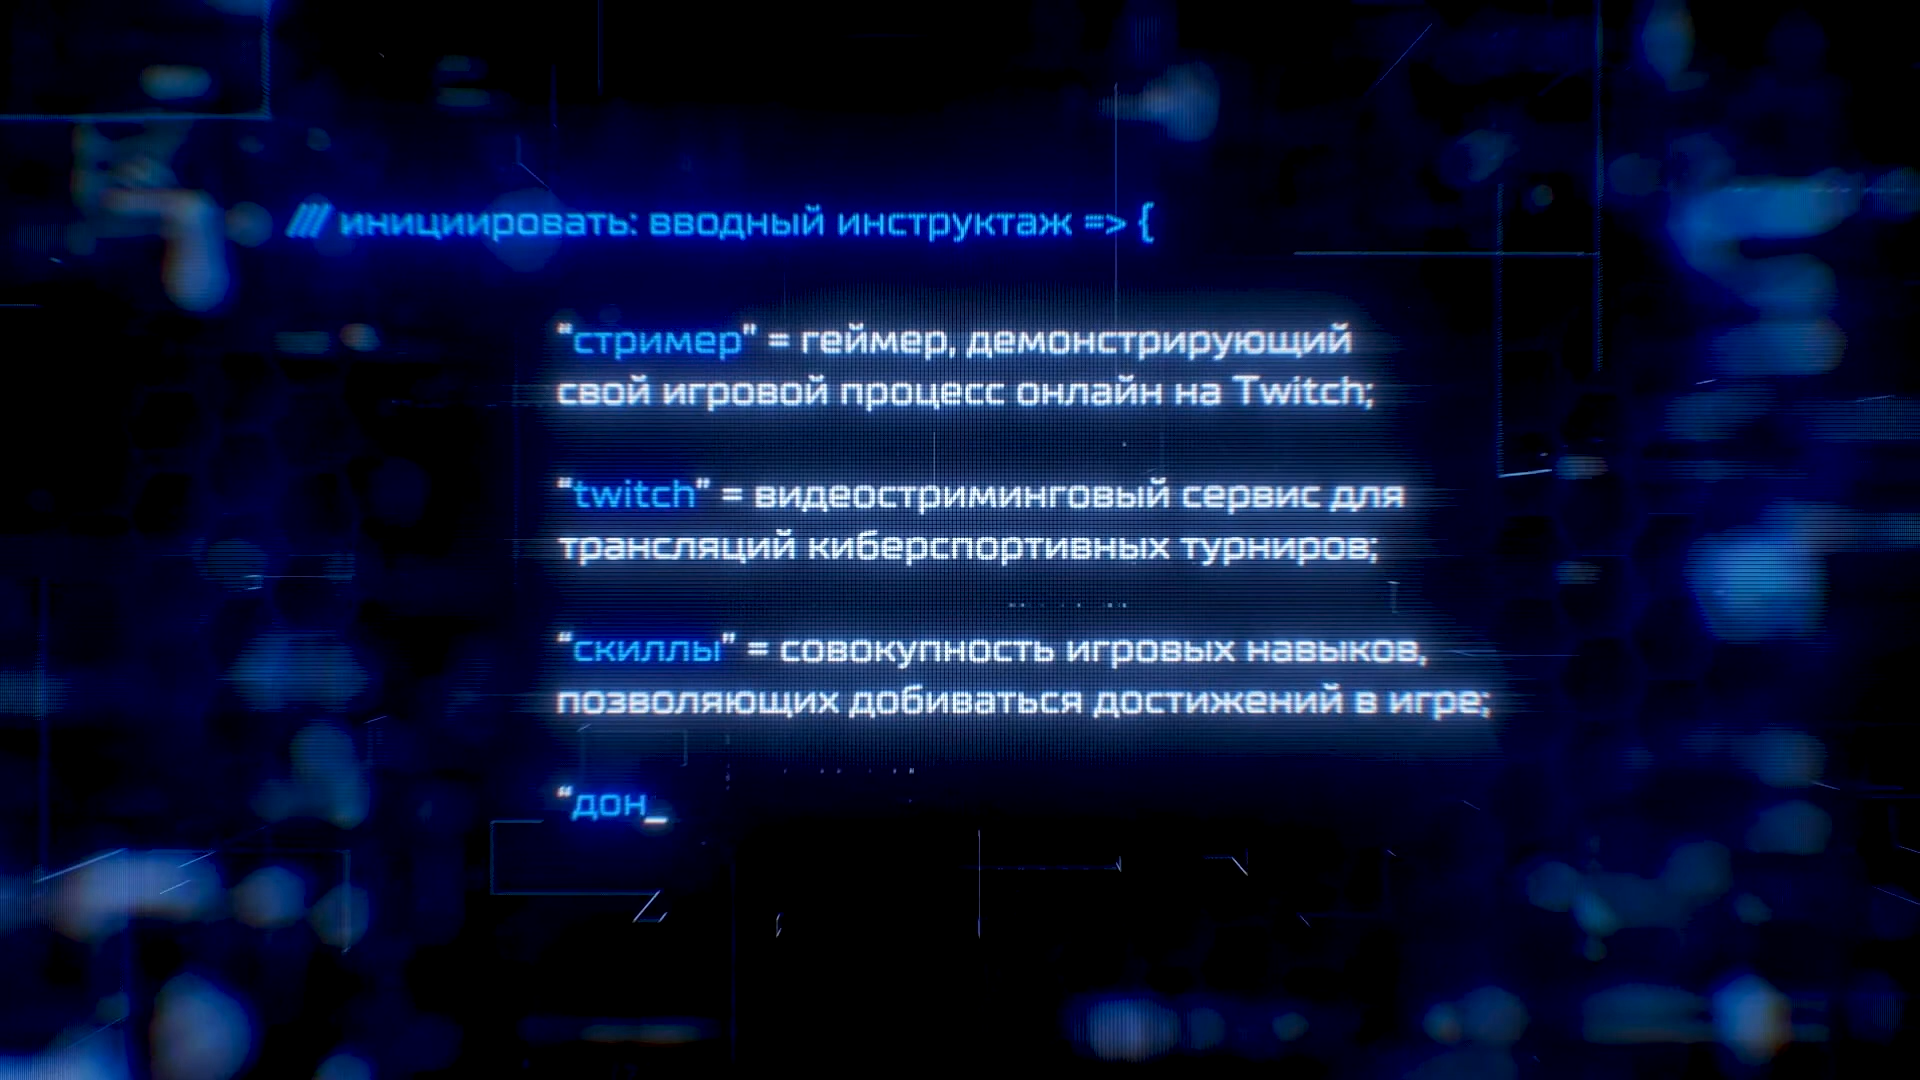 /// инициировать: вводный инструктаж => {
“стример” = геймер, демонстрирующий
свой игровой процесс онлайн на Twitch;
“twitch” = видеостриминговый сервис для
трансляций киберспортивных турниров;
“скиллы” = совокупность игровых навыков,
позволяющих добиваться достижений в игре;
“дон_